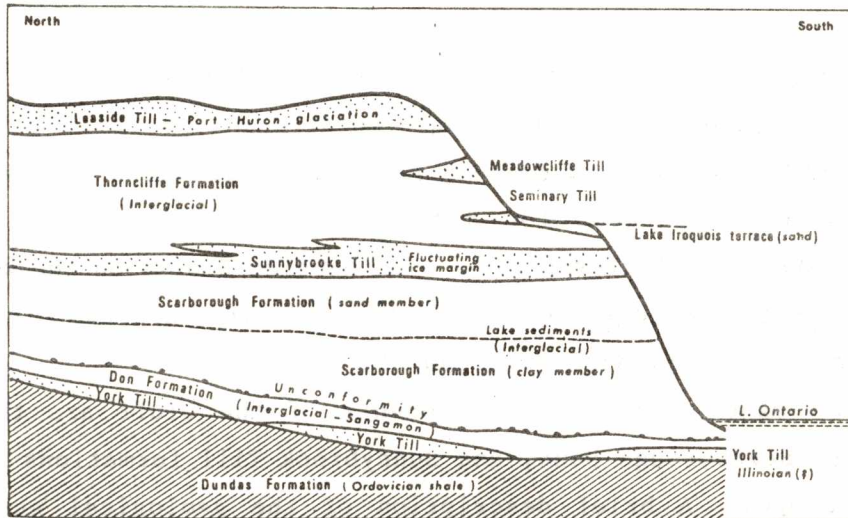 North
South
Leaside Till – Port Huron glaciation
Meadowcliffe Till
Thorncliffe Formation
(Interglacial)
Seminary Till
Lake Iroquois terrace (sand)
Sunnybrooke Till
Fluctuating
ice margin
Scarborough Formation (sand member)
Lake sediments
(Interglacial)
Scarborough Formation (clay member)
Don Formation
Unconformity
(Interglacial – Sangamon)
L. Ontario
York Till
York Till
York Till
Illinoian (?)
Dundas Formation (Ordovician shale)